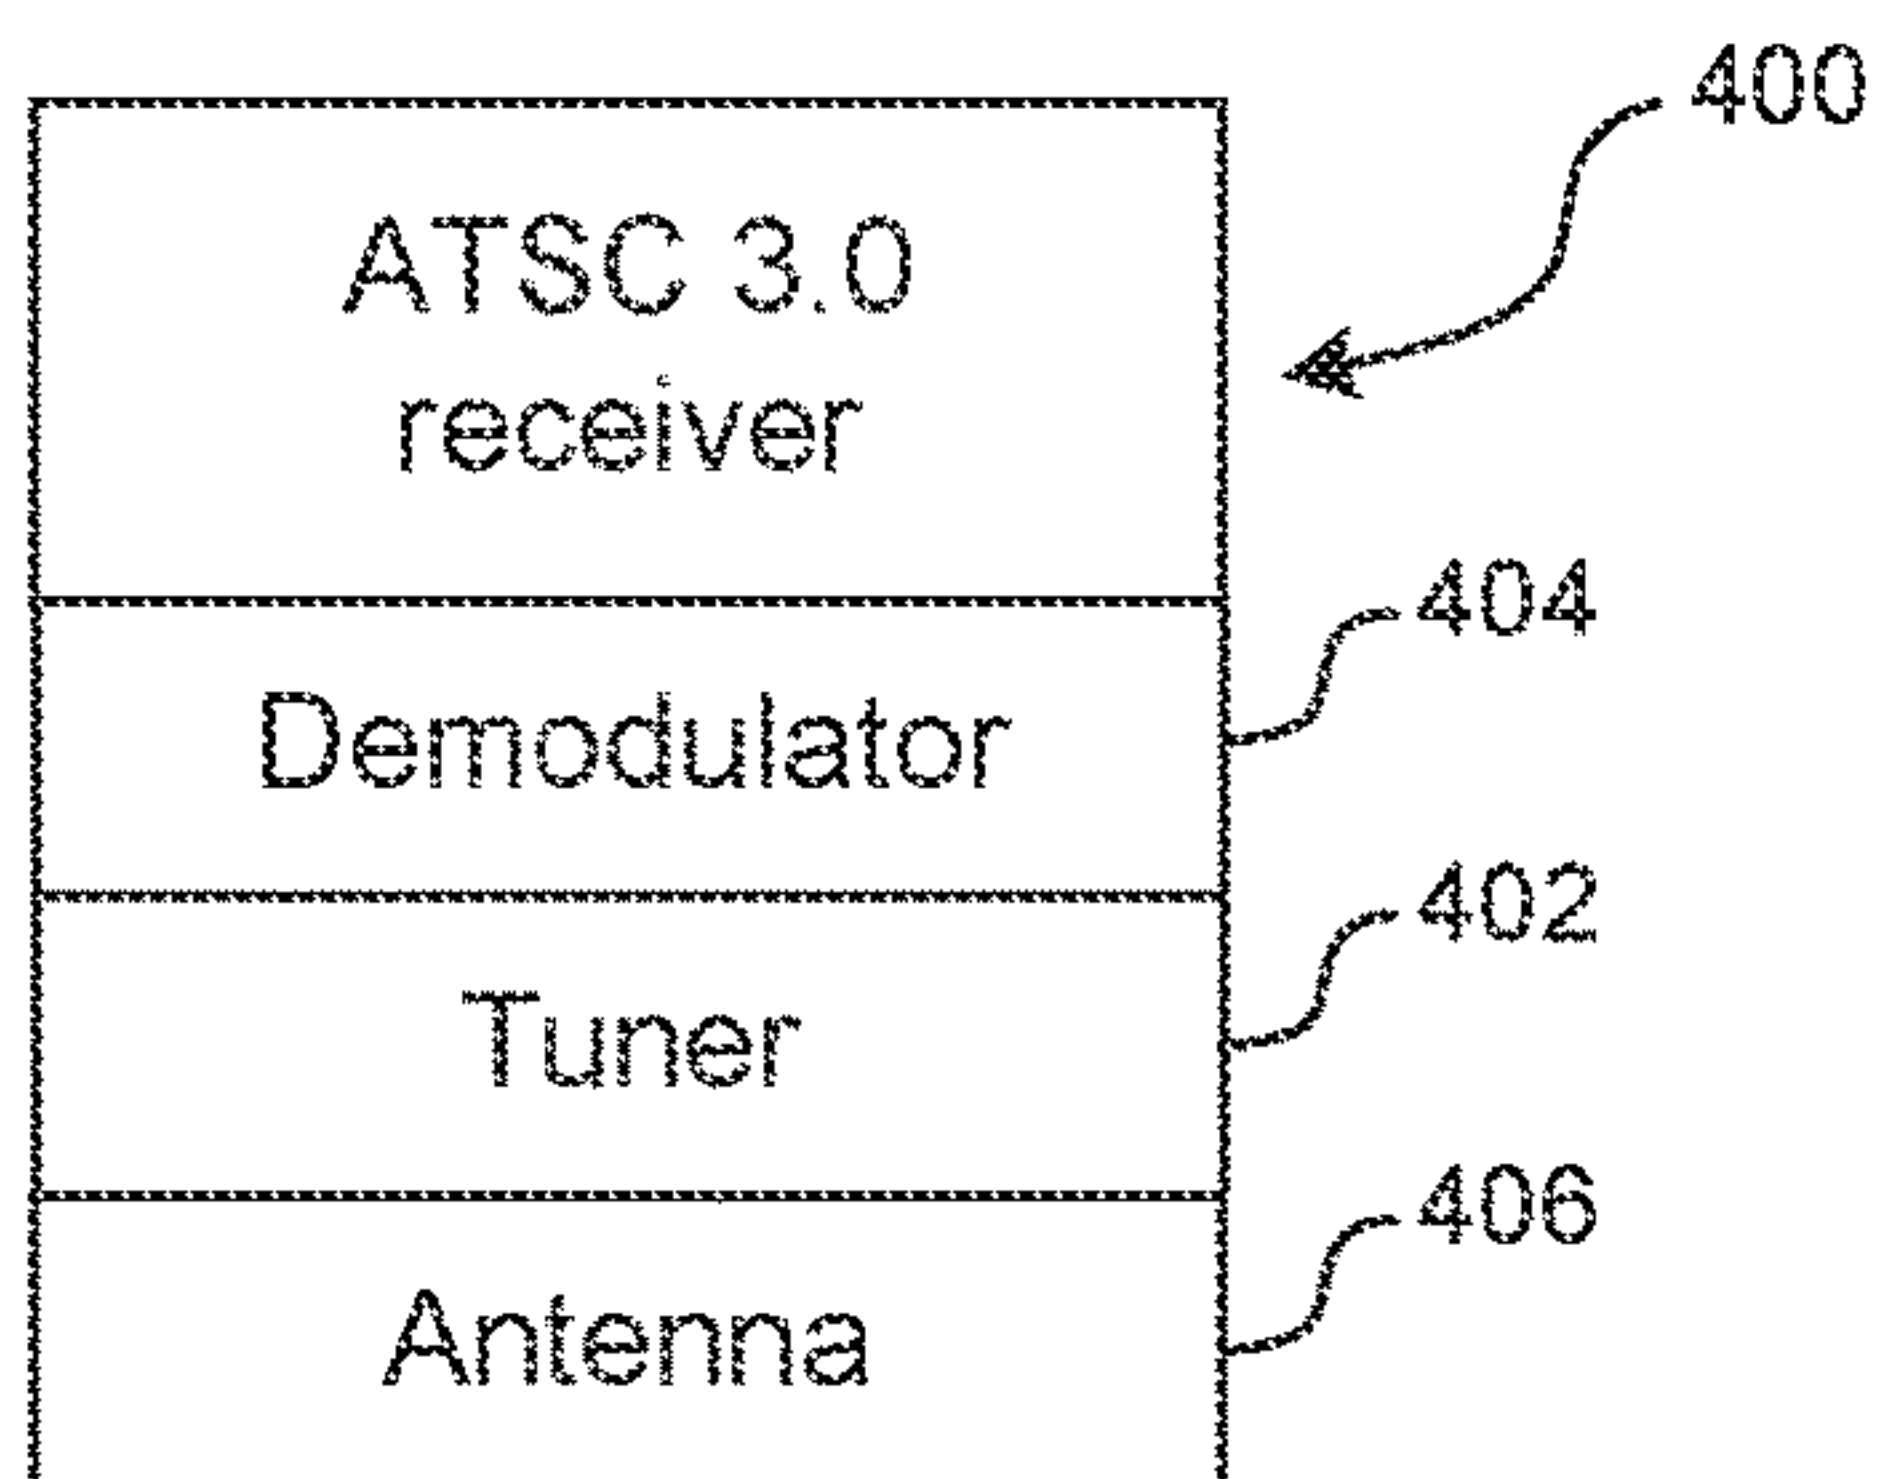 400
ATSC 3.0
receiver
404
Demodulator
402
Tuner
406
Antenna